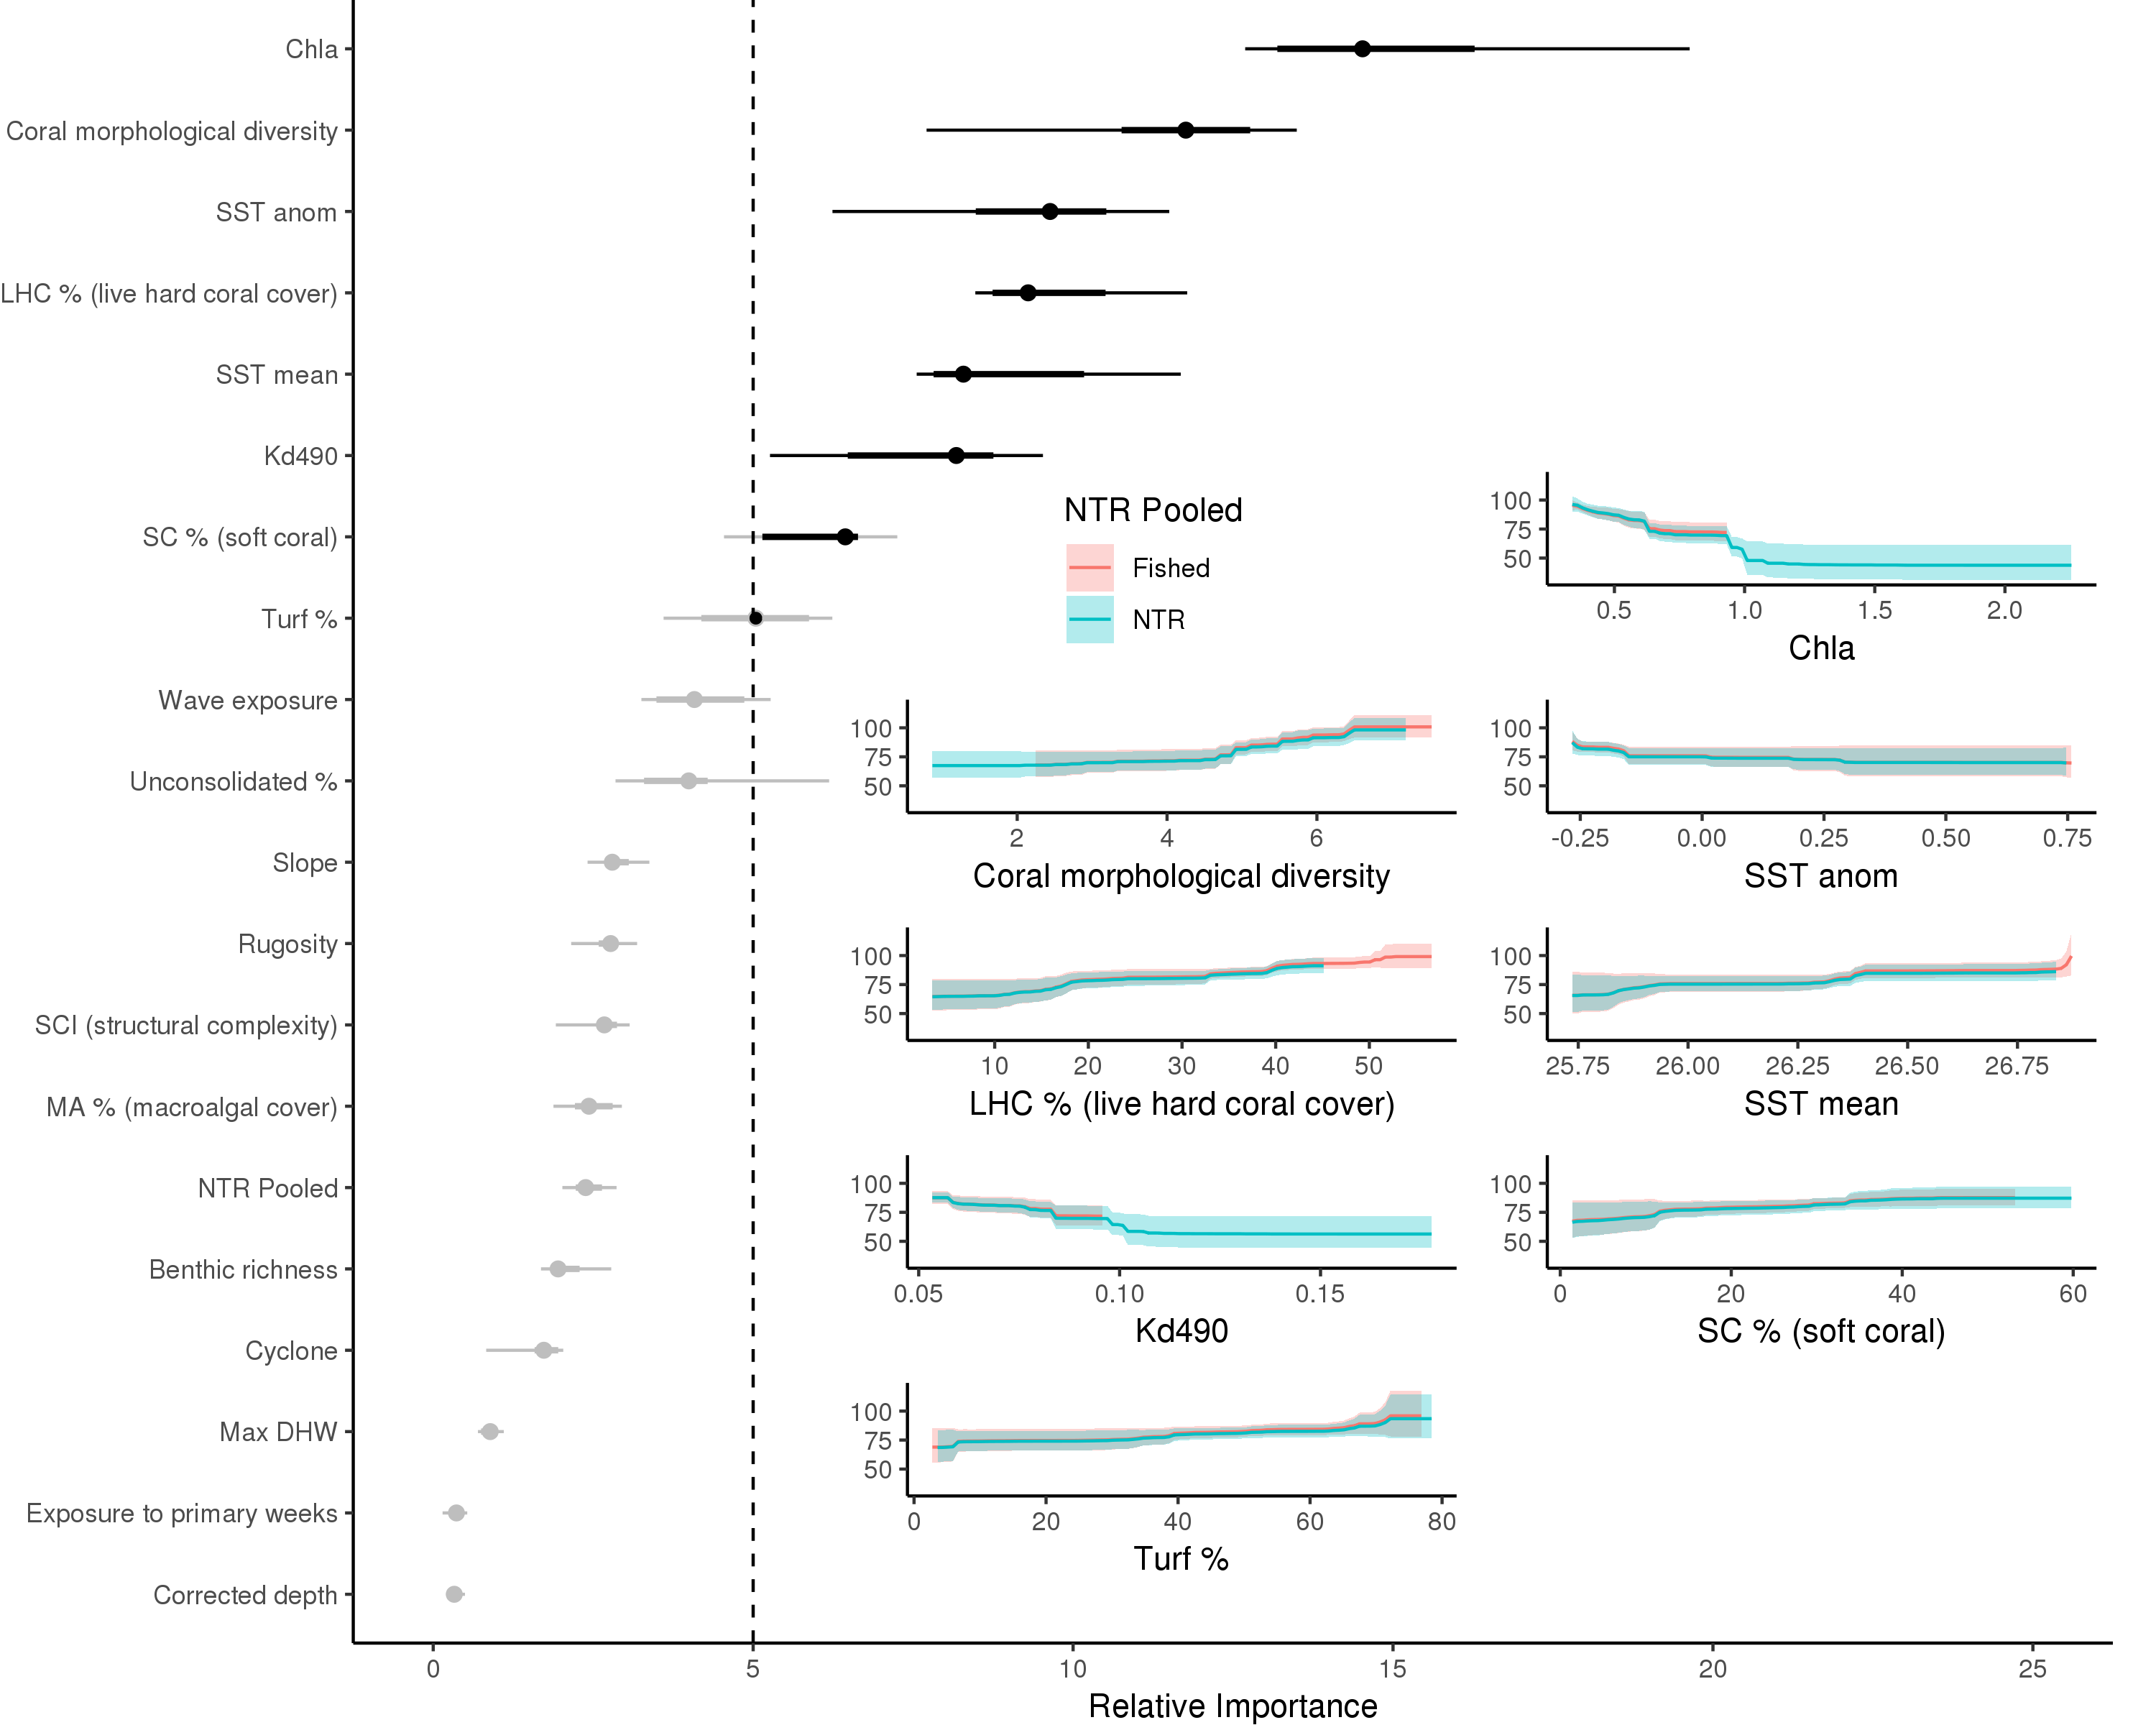 Chla
Coral morphological diversity
SST anom
LHC % (live hard coral cover)
SST mean
Kd490
SC % (soft coral)
Turf %
Wave exposure
Unconsolidated %
Slope
Rugosity
SCI (structural complexity)
MA % (macroalgal cover)
NTR Pooled
Benthic richness
Cyclone
Max DHW
Exposure to primary weeks
Corrected depth
0 5 10 15 20 25
Relative Importance
NTR Pooled
Fished
NTR
100
75
50
0.5 1.0 1.5 2.0
Chla
100
75
50
2 4 6
Coral morphological diversity
100
75
50
-0.25 0.00 0.25 0.50 0.75
SST anom
100
75
50
10 20 30 40 50
LHC % (live hard coral cover)
100
75
50
25.75 26.00 26.25 26.50 26.75
SST mean
100
75
50
0.05 0.10 0.15
Kd490
100
75
50
0 20 40 60
SC % (soft coral)
100
75
50
0 20 40 60 80
Turf %